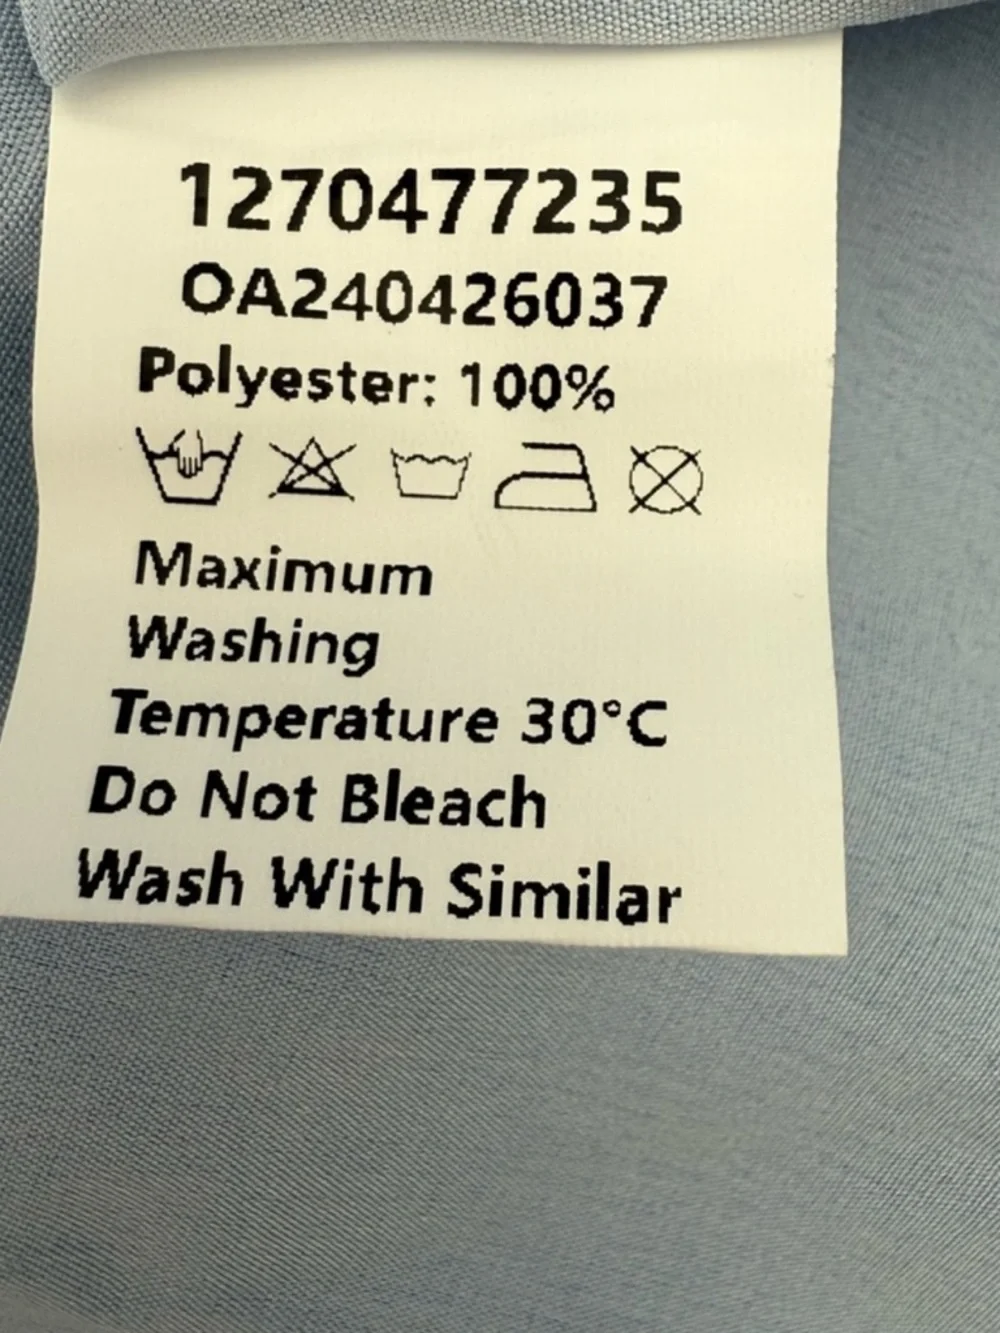 1270477235
OA240426037
Polyester: 100%
Maximum
Washing
Temperature 30°C
Do Not Bleach
Wash With Similar